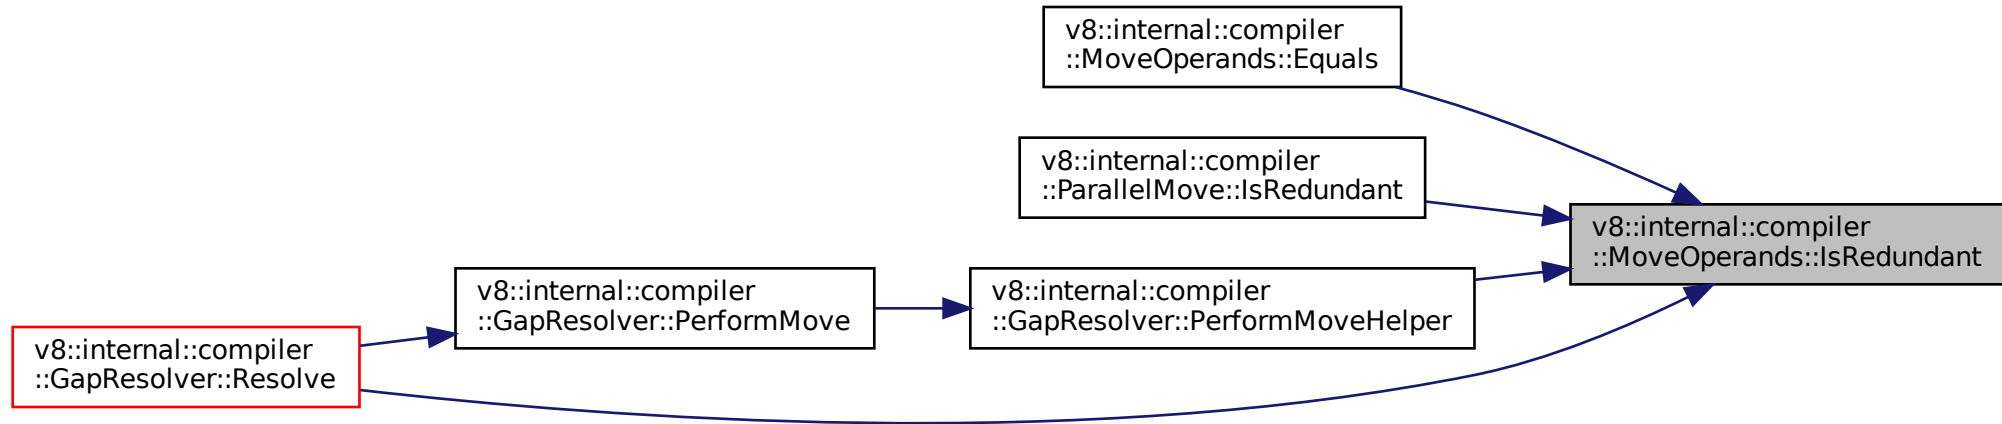 v8::internal::compiler
::MoveOperands::Equals
v8::internal::compiler
::ParallelMove::IsRedundant
v8::internal::compiler
::MoveOperands::IsRedundant
v8::internal::compiler
::GapResolver::PerformMove
v8::internal::compiler
::GapResolver::PerformMoveHelper
v8::internal::compiler
::GapResolver::Resolve